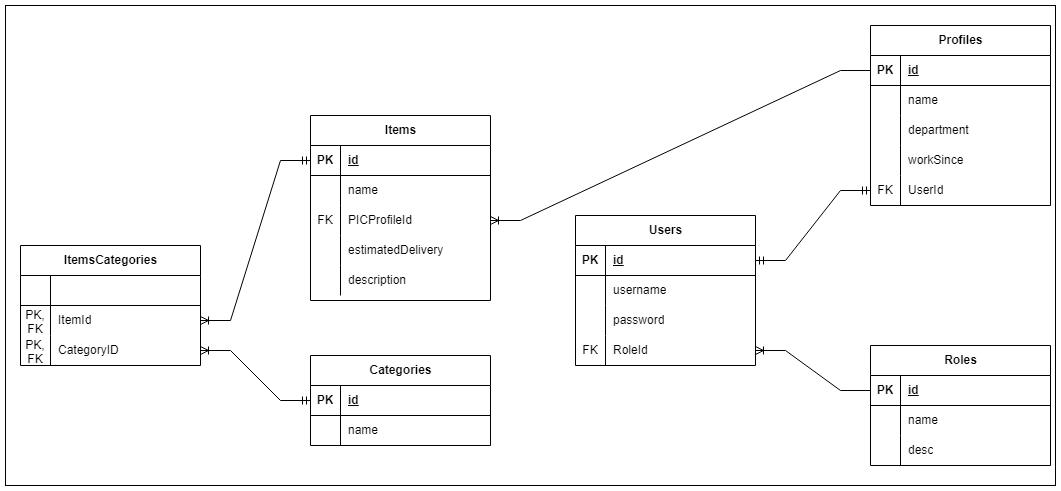 Profiles
PK id
name
department
workSince
FK UserId
Items
PK id
name
FK PICProfileId
estimatedDelivery
description
Users
PK id
username
password
FK RoleId
ItemsCategories
PK,
FK ItemId
PK,
FK CategoryID
Categories
PK id
name
Roles
PK id
name
desc